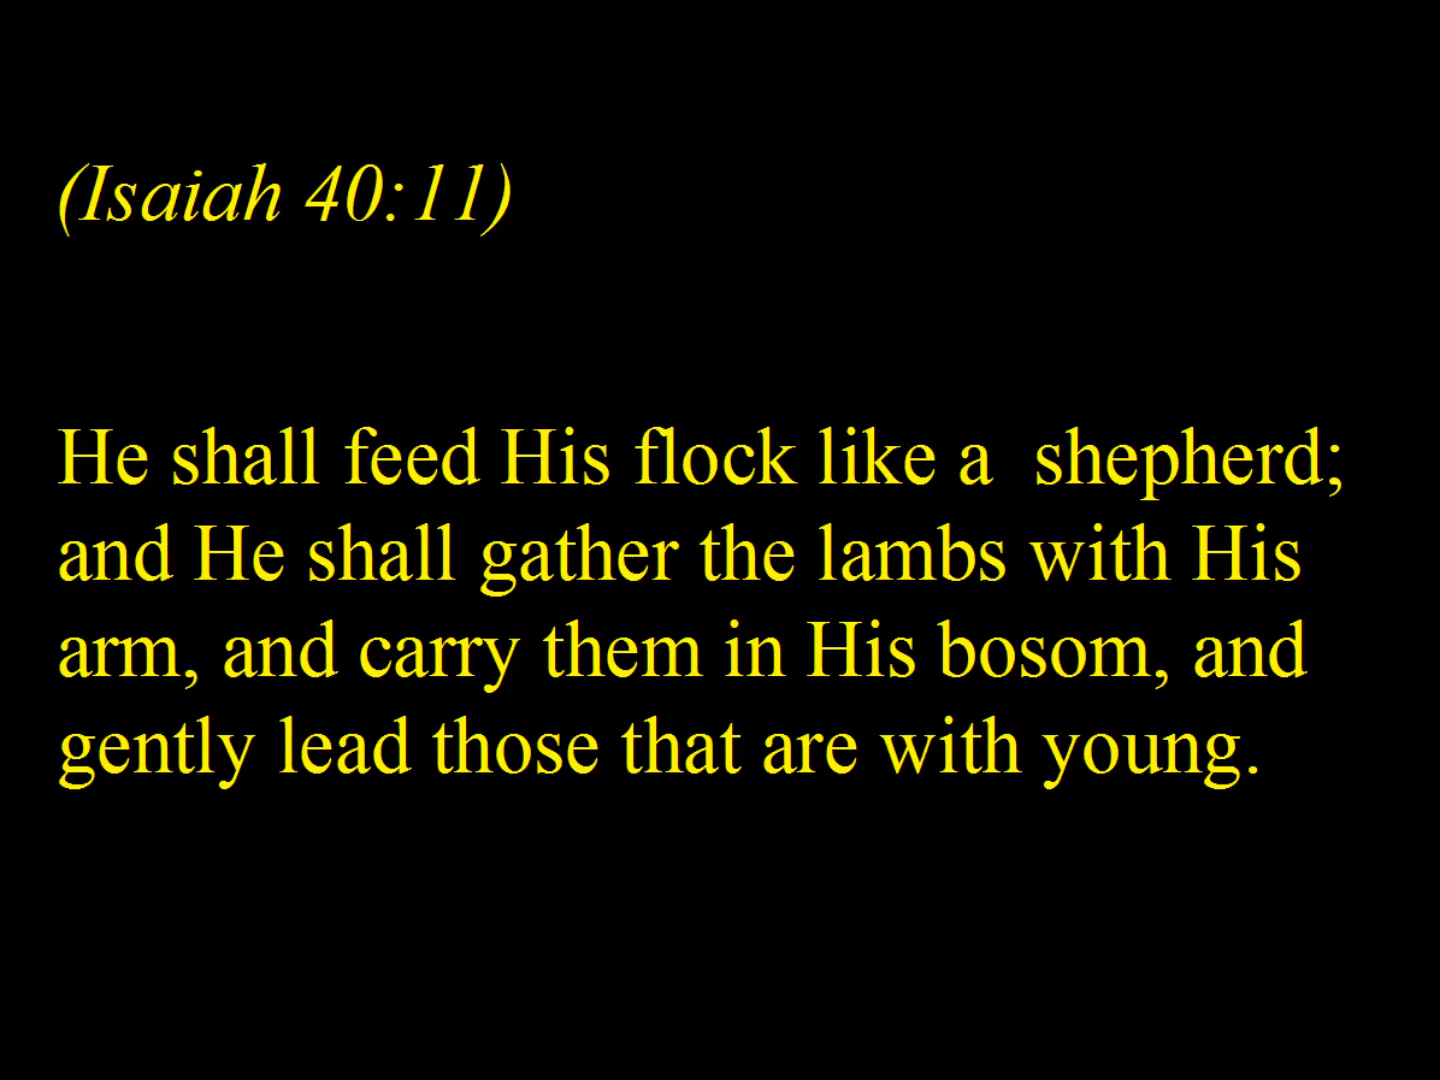 (Isaiah 40:11)
He shall feed His flock like a  shepherd;
and He shall gather the lambs with His
arm, and carry them in His bosom, and
gently lead those that are with young.